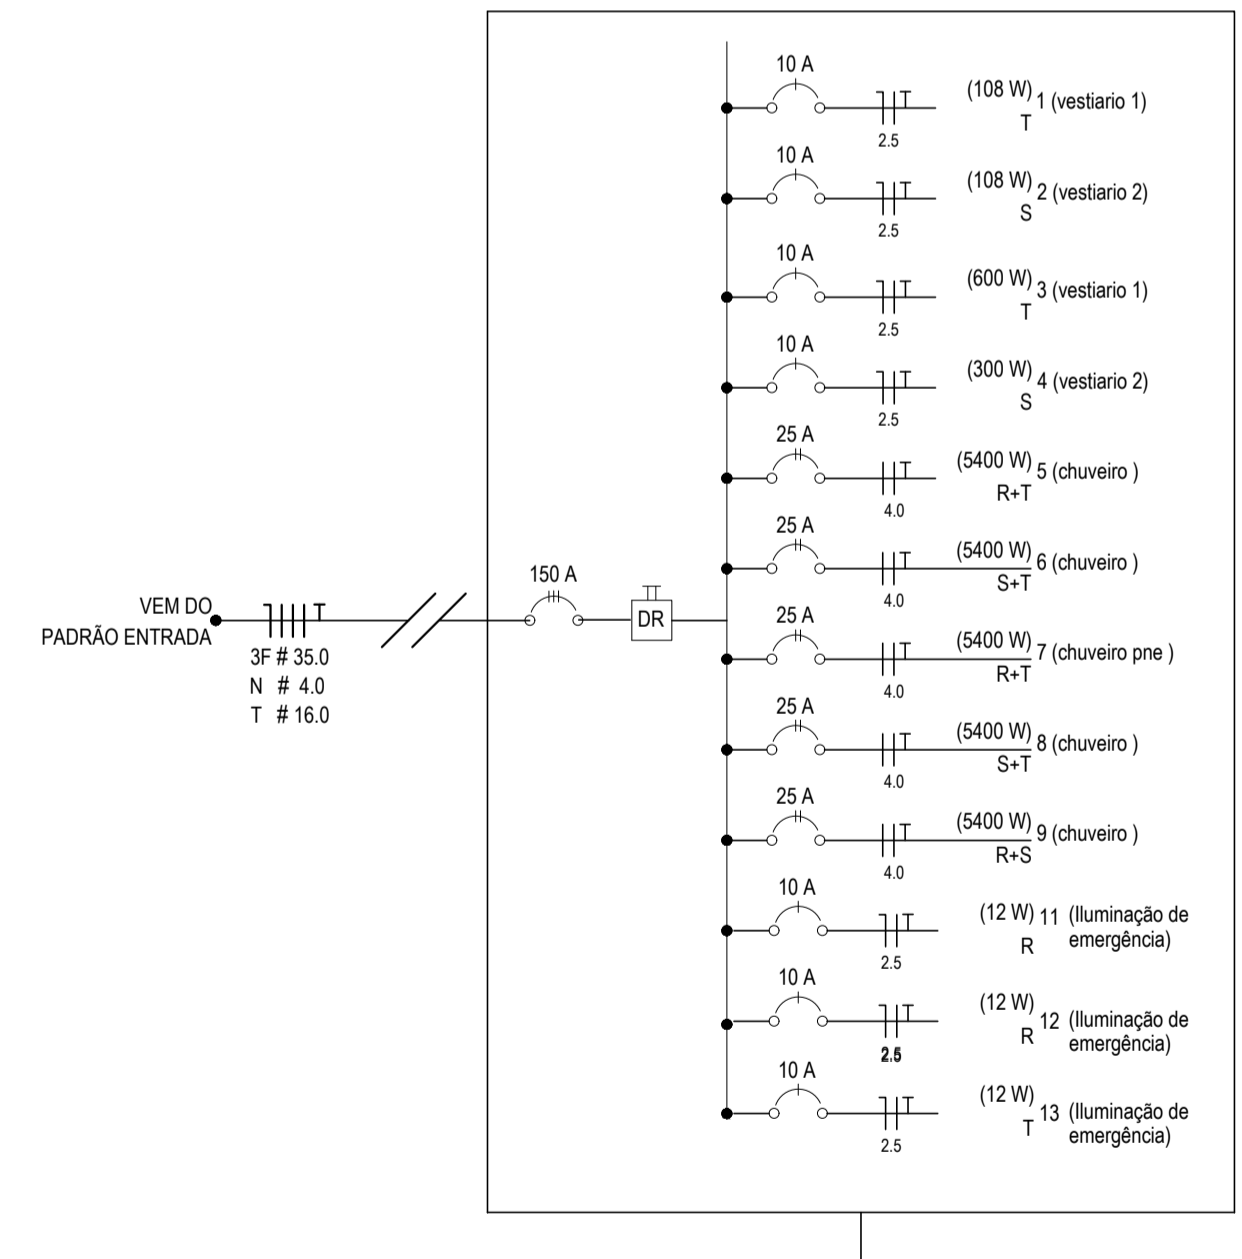 10 A
(108 W) 1 (vestiario 1)
T
2.5
10 A
(108 W) 2 (vestiario 2)
S
2.5
10 A
(600 W) 3 (vestiario 1)
T
2.5
10 A
(300 W) 4 (vestiario 2)
S
2.5
25 A
(5400 W) 5 (chuveiro )
R+T
4.0
25 A
(5400 W) 6 (chuveiro )
S+T
4.0
150 A
DR
VEM DO
PADRÃO ENTRADA
3F # 35.0
N # 4.0
T # 16.0
25 A
(5400 W) 7 (chuveiro pne )
R+T
4.0
25 A
(5400 W) 8 (chuveiro )
S+T
4.0
25 A
(5400 W) 9 (chuveiro )
R+S
4.0
10 A
(12 W) 11 (Iluminação de
emergência)
R
2.5
10 A
(12 W) 12 (Iluminação de
emergência)
R
2.5
10 A
(12 W) 13 (Iluminação de
emergência)
T
2.5